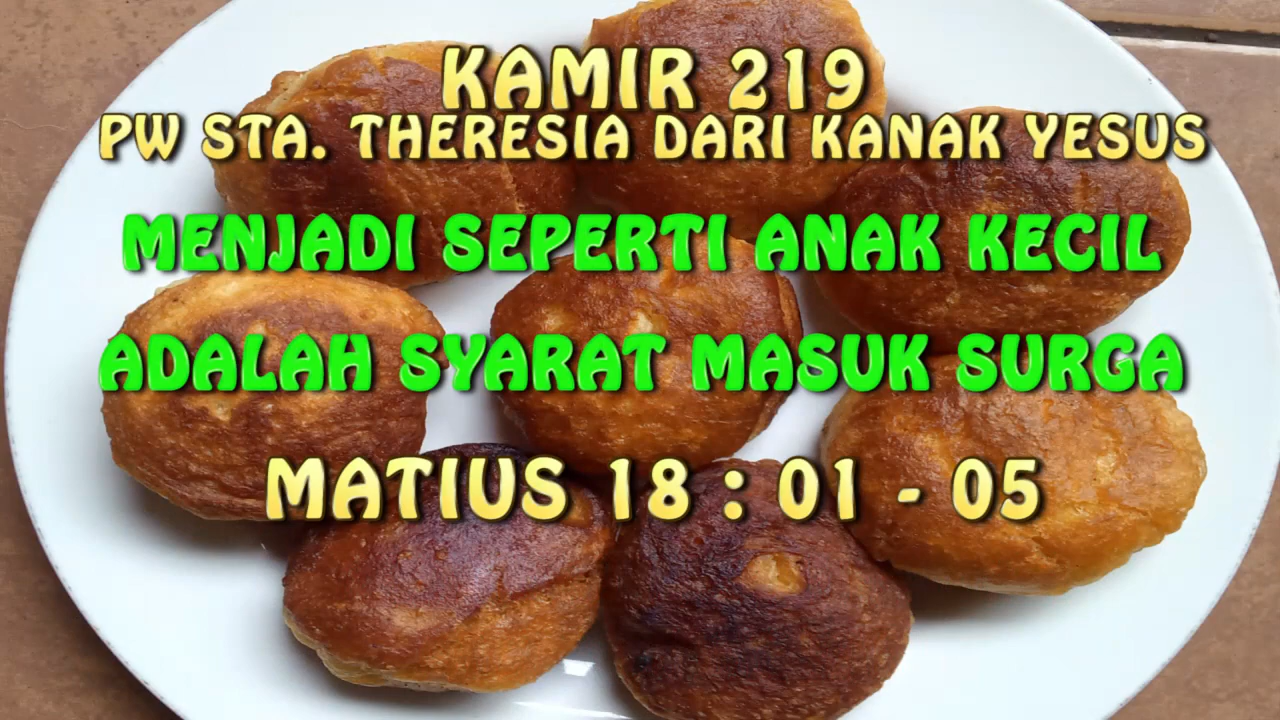 KAMIR 219
PW STA. THERESIA DARI KANAK YESUS
MENJADI SEPERTI ANAK KECIL
ADALAH SYARAT MASUK SURGA
MATIUS 18 : 01 - 05